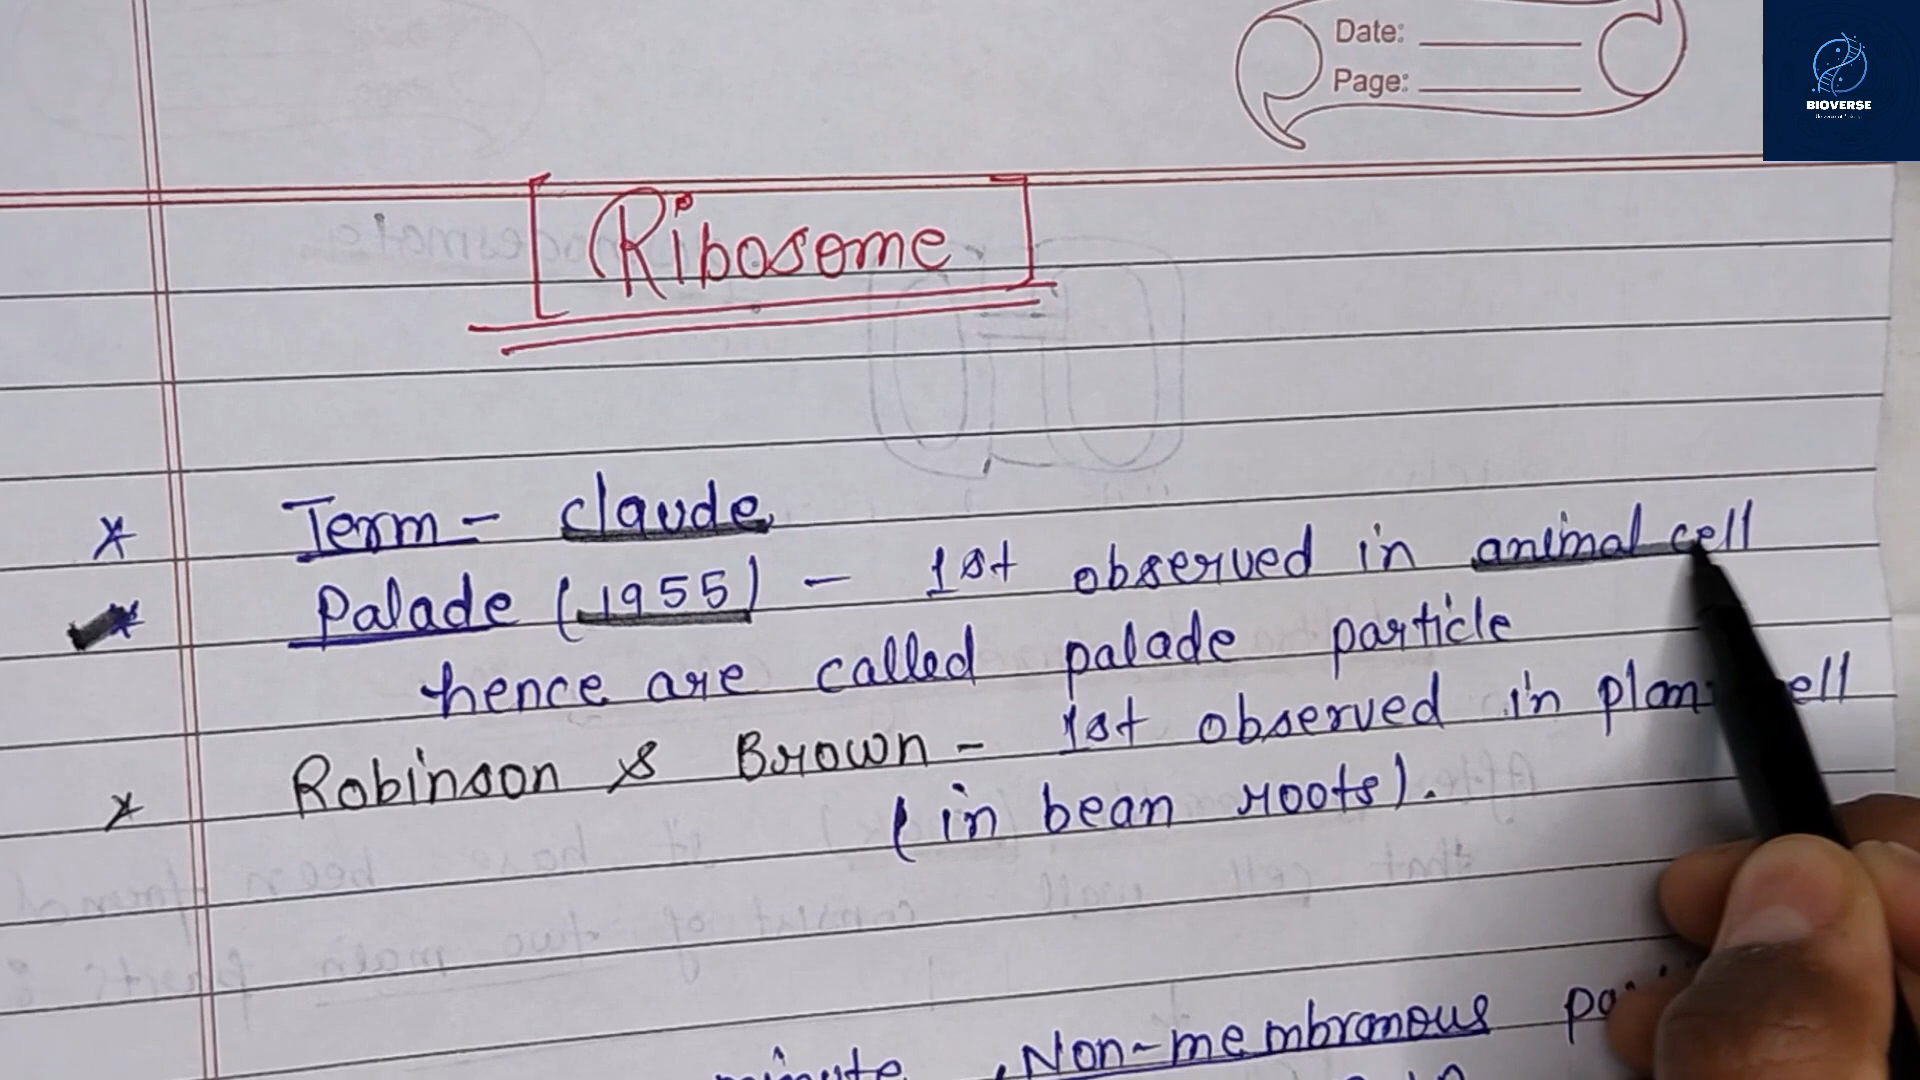 Date:
Page:
BIOVERSE
Ribosome
Term - Claude
Palade (1955) - 1st observed in animal cell
hence are called palade particle
Robinson & Brown - 1st observed in plant cell
(in bean roots).
minute, Non-membranous